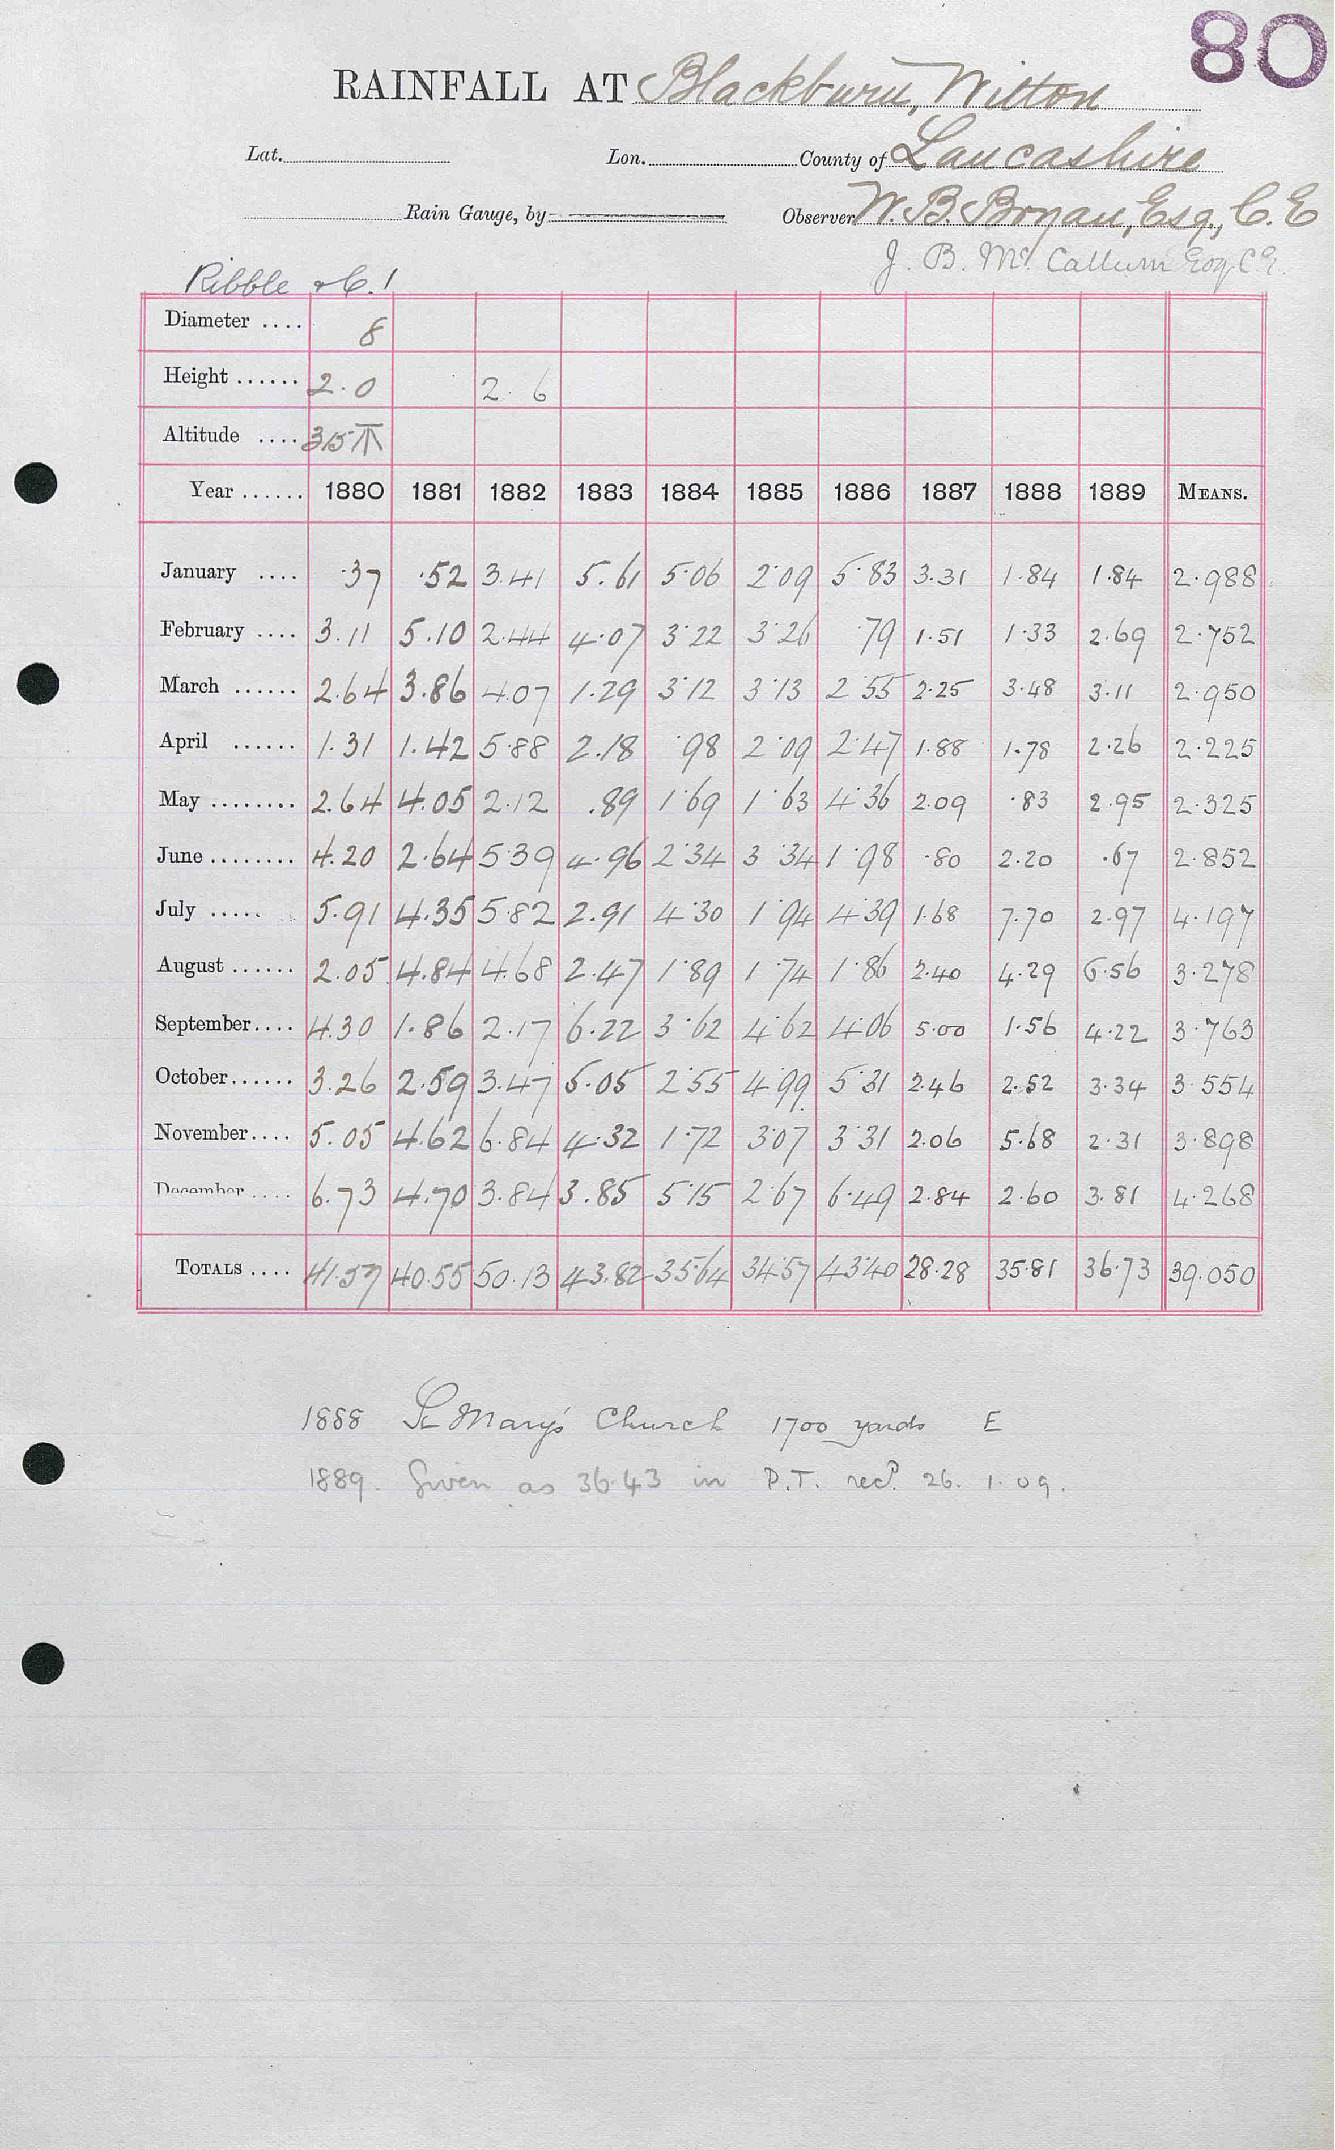 80
RAINFALL AT Blackburn, Witton
Lat. Lon. County of Lancashire
Rain Gauge, by Observer W. B. Bryan, Esq., C.E
J. B. McCallum Esq CE.
Ribble &c. 1
Diameter .... 8
Height ...... 2.0 2. 6
Altitude .... 315
Year ...... 1880 1881 1882 1883 1884 1885 1886 1887 1888 1889 MEANS.
January .... .37 .52 3.41 5.61 5.06 2.09 5.83 3.31 1.84 1.84 2.988
February .... 3.11 5.10 2.44 4.07 3.22 3.26 .79 1.51 1.33 2.69 2.752
March ...... 2.64 3.86 4.07 1.29 3.12 3.13 2.55 2.25 3.48 3.11 2.950
April ...... 1.31 1.42 5.88 2.18 .98 2.09 2.47 1.88 1.78 2.26 2.225
May ........ 2.64 4.05 2.12 .89 1.69 1.63 4.36 2.09 .83 2.95 2.325
June ........ 4.20 2.64 5.39 4.96 2.34 3.34 1.98 .80 2.20 .67 2.852
July ..... 5.91 4.35 5.82 2.91 4.30 1.94 4.39 1.68 7.70 2.97 4.197
August ...... 2.05 4.84 4.68 2.47 1.89 1.74 1.86 2.40 4.29 6.56 3.278
September.... 4.30 1.86 2.17 6.22 3.62 4.62 4.06 5.00 1.56 4.22 3.763
October...... 3.26 2.59 3.47 5.05 2.55 4.99 5.31 2.46 2.52 3.34 3.554
November.... 5.05 4.62 6.84 4.32 1.72 3.07 3.31 2.06 5.68 2.31 3.898
December .... 6.73 4.70 3.84 3.85 5.15 2.67 6.49 2.84 2.60 3.81 4.268
TOTALS .... 41.57 40.55 50.13 43.82 35.64 34.57 43.40 28.28 35.81 36.73 39.050
1888 St Mary's Church 1700 yards E
1889. Given as 36.43 in P.T. recd. 26. 1. 09.